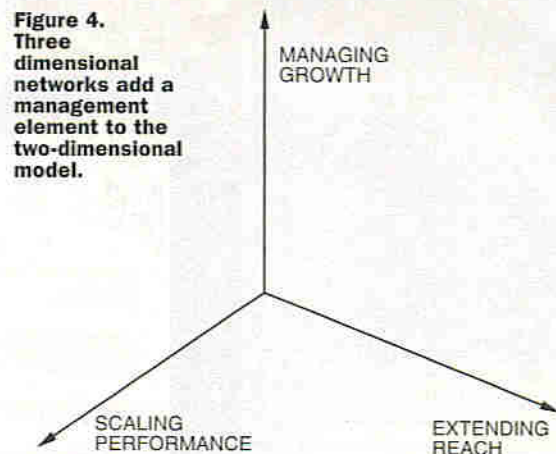 Figure 4.
Three
dimensional
networks add a
management
element to the
two-dimensional
model.
MANAGING
GROWTH
SCALING
PERFORMANCE
EXTENDING
REACH